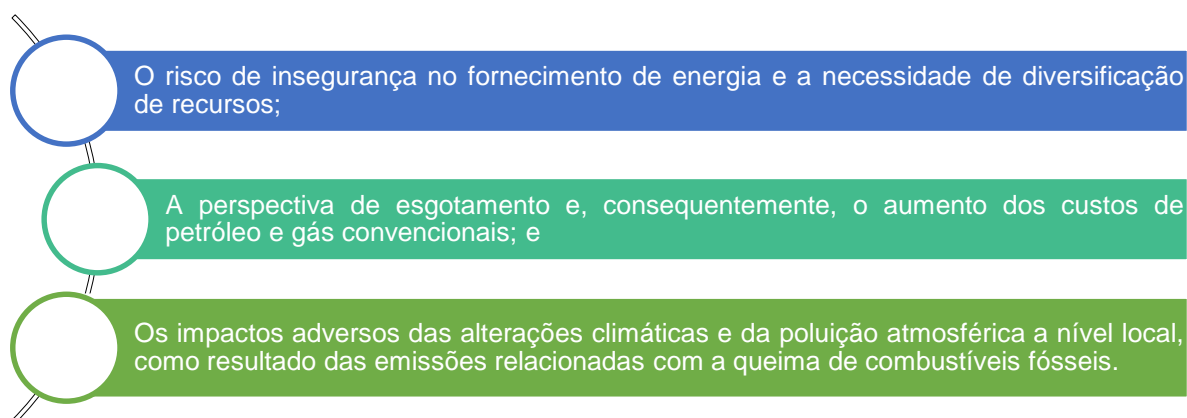 O risco de insegurança no fornecimento de energia e a necessidade de diversificação
de recursos;
A perspectiva de esgotamento e, consequentemente, o aumento dos custos de
petróleo e gás convencionais; e
Os impactos adversos das alterações climáticas e da poluição atmosférica a nível local,
como resultado das emissões relacionadas com a queima de combustíveis fósseis.